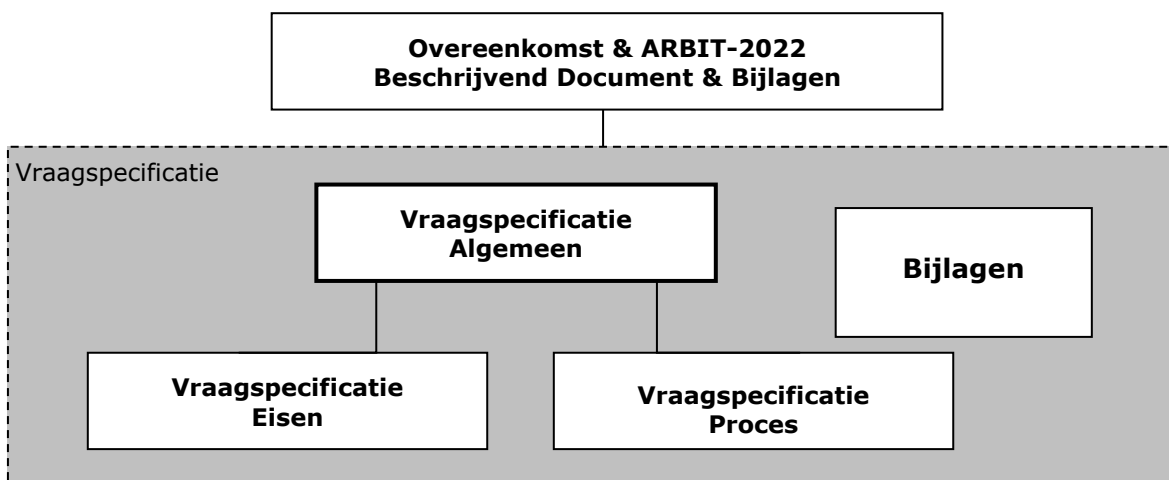 Overeenkomst & ARBIT-2022
Beschrijvend Document & Bijlagen
Vraagspecificatie
Vraagspecificatie
Algemeen
Bijlagen
Vraagspecificatie
Eisen
Vraagspecificatie
Proces